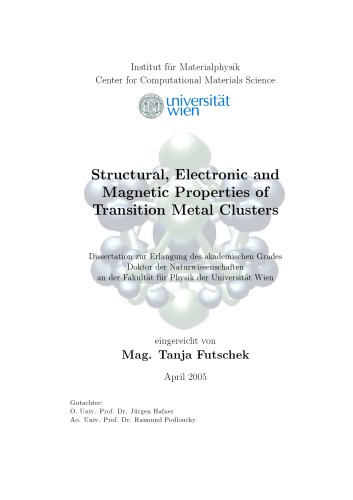 Institut für Materialphysik
Center for Computational Materials Science
universität
wien
Structural, Electronic and
Magnetic Properties of
Transition Metal Clusters
Dissertation zur Erlangung des akademischen Grades
Doktor der Naturwissenschaften
an der Fakultät für Physik der Universität Wien
eingereicht von
Mag. Tanja Futschek
April 2005
Gutachter:
O. Univ. Prof. Dr. Jürgen Hafner
Ao. Univ. Prof. Dr. Raimund Podloucky